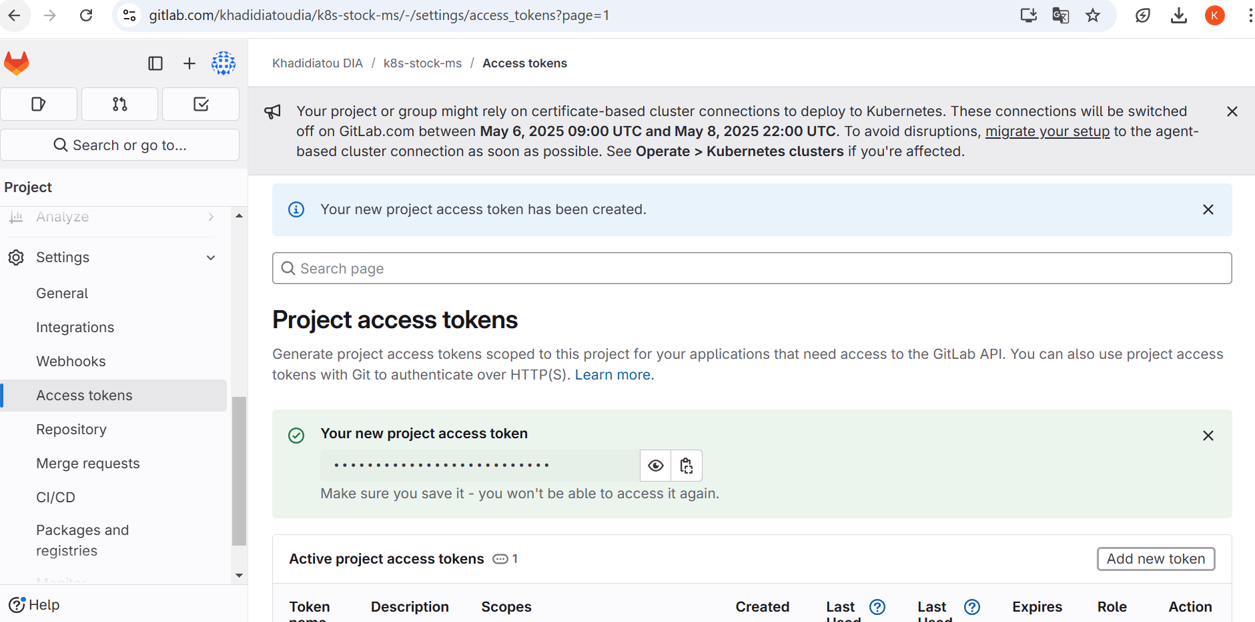 gitlab.com/khadidiatoudia/k8s-stock-ms/-/settings/access_tokens?page=1
K
Search or go to...
Project
Analyze
Settings
General
Integrations
Webhooks
Access tokens
Repository
Merge requests
CI/CD
Packages and
registries
Monitor
Help
Khadidiatou DIA / k8s-stock-ms / Access tokens
Your project or group might rely on certificate-based cluster connections to deploy to Kubernetes. These connections will be switched
off on GitLab.com between May 6, 2025 09:00 UTC and May 8, 2025 22:00 UTC. To avoid disruptions, migrate your setup to the agent-
based cluster connection as soon as possible. See Operate > Kubernetes clusters if you're affected.
Your new project access token has been created.
Search page
Project access tokens
Generate project access tokens scoped to this project for your applications that need access to the GitLab API. You can also use project access
tokens with Git to authenticate over HTTP(S). Learn more.
Your new project access token
••••••••••••••••••••••••••
Make sure you save it - you won't be able to access it again.
Active project access tokens 1
Add new token
Token Description Scopes Created Last Last Expires Role Action
name Used Used